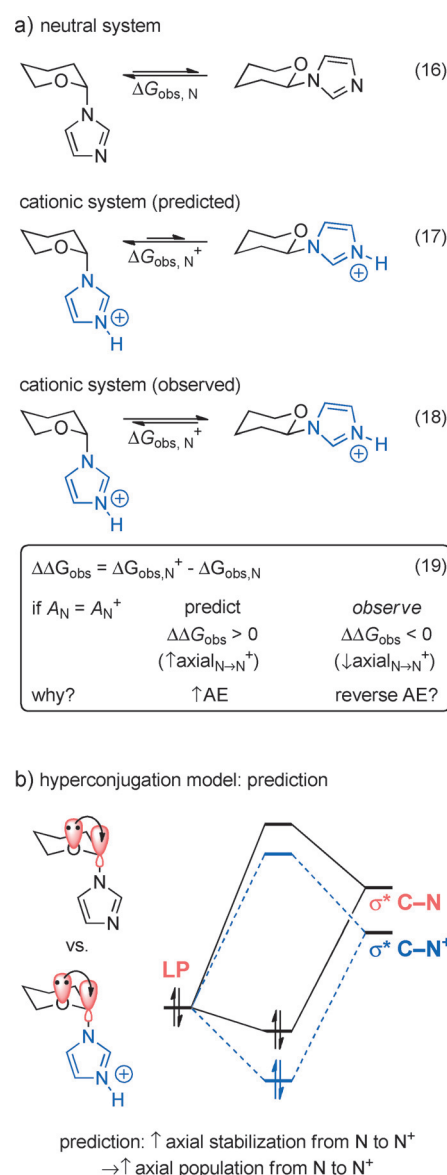 a) neutral system
O
N
N
ΔG_obs, N
O
N
N
(16)
cationic system (predicted)
O
N
N
⊕
H
ΔG_obs, N⁺
O
N
N-H
⊕
(17)
cationic system (observed)
O
N
N
⊕
H
ΔG_obs, N⁺
O
N
N-H
⊕
(18)
ΔΔG_obs = ΔG_obs,N⁺ - ΔG_obs,N (19)
if A_N = A_N⁺ predict observe
ΔΔG_obs > 0 ΔΔG_obs < 0
(↑axial_N→N⁺) (↓axial_N→N⁺)
why? ↑AE reverse AE?
b) hyperconjugation model: prediction
O
N
N
vs.
O
N
N
⊕
H
LP
σ* C–N
σ* C–N⁺
prediction: ↑ axial stabilization from N to N⁺
→↑ axial population from N to N⁺